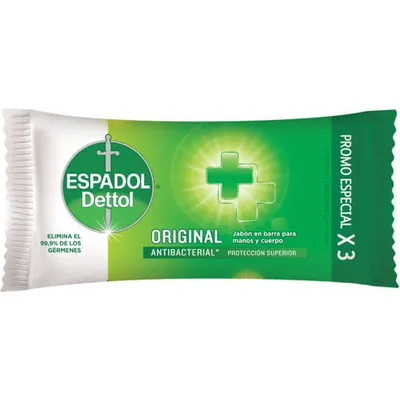 ESPADOL
Dettol
ELIMINA EL
99,9% DE LOS
GÉRMENES
ORIGINAL
ANTIBACTERIAL*
Jabón en barra para
manos y cuerpo
PROTECCIÓN SUPERIOR
PROMO ESPECIAL X 3